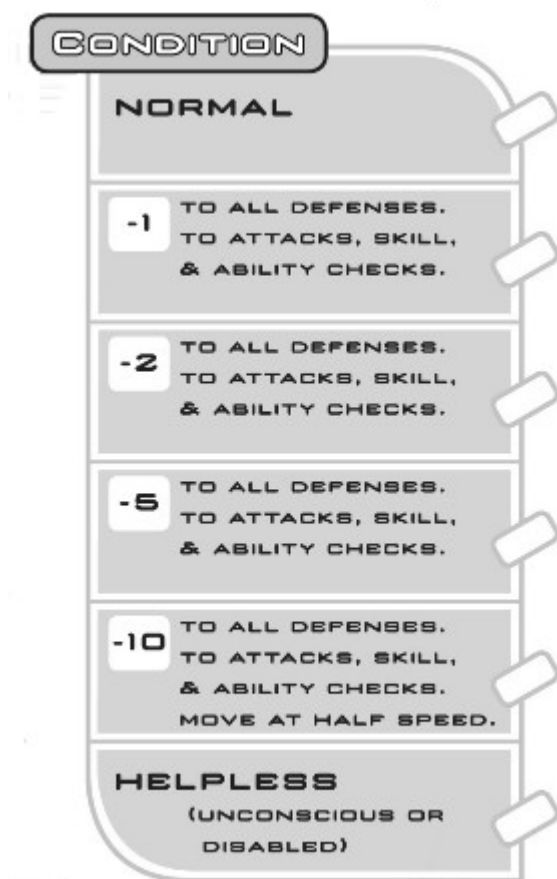 CONDITION
NORMAL
-1 TO ALL DEFENSES.
TO ATTACKS, SKILL,
& ABILITY CHECKS.
-2 TO ALL DEFENSES.
TO ATTACKS, SKILL,
& ABILITY CHECKS.
-5 TO ALL DEFENSES.
TO ATTACKS, SKILL,
& ABILITY CHECKS.
-10 TO ALL DEFENSES.
TO ATTACKS, SKILL,
& ABILITY CHECKS.
MOVE AT HALF SPEED.
HELPLESS
(UNCONSCIOUS OR
DISABLED)